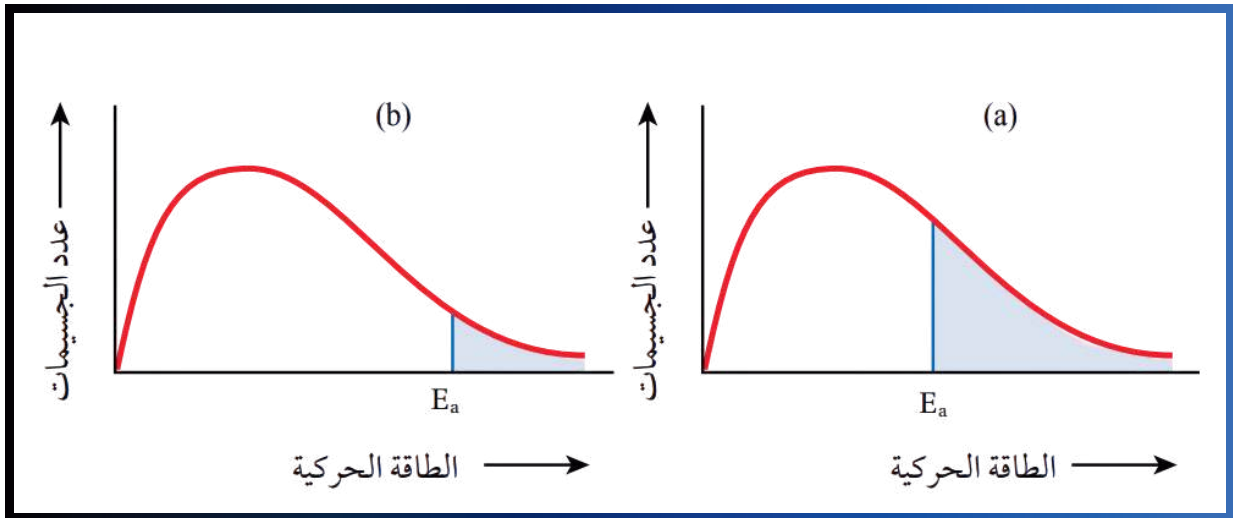 (a)
عدد الجسيمات
Eₐ
الطاقة الحركية
(b)
عدد الجسيمات
Eₐ
الطاقة الحركية